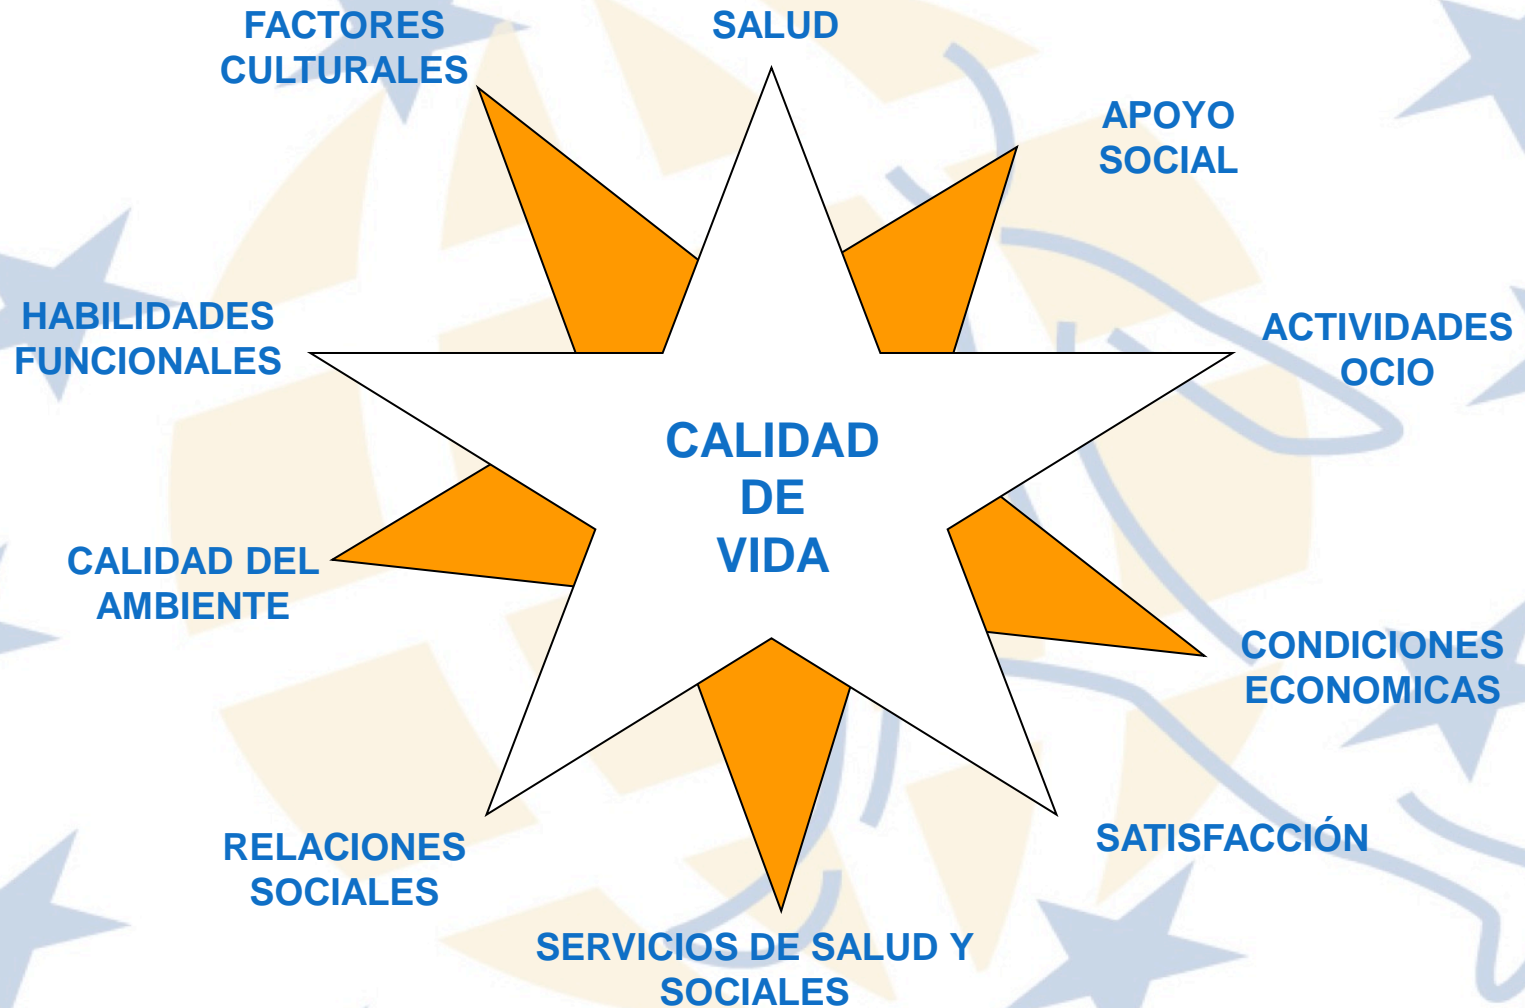 FACTORES
CULTURALES
SALUD
APOYO
SOCIAL
HABILIDADES
FUNCIONALES
ACTIVIDADES
OCIO
CALIDAD
DE
VIDA
CALIDAD DEL
AMBIENTE
CONDICIONES
ECONOMICAS
RELACIONES
SOCIALES
SATISFACCIÓN
SERVICIOS DE SALUD Y
SOCIALES